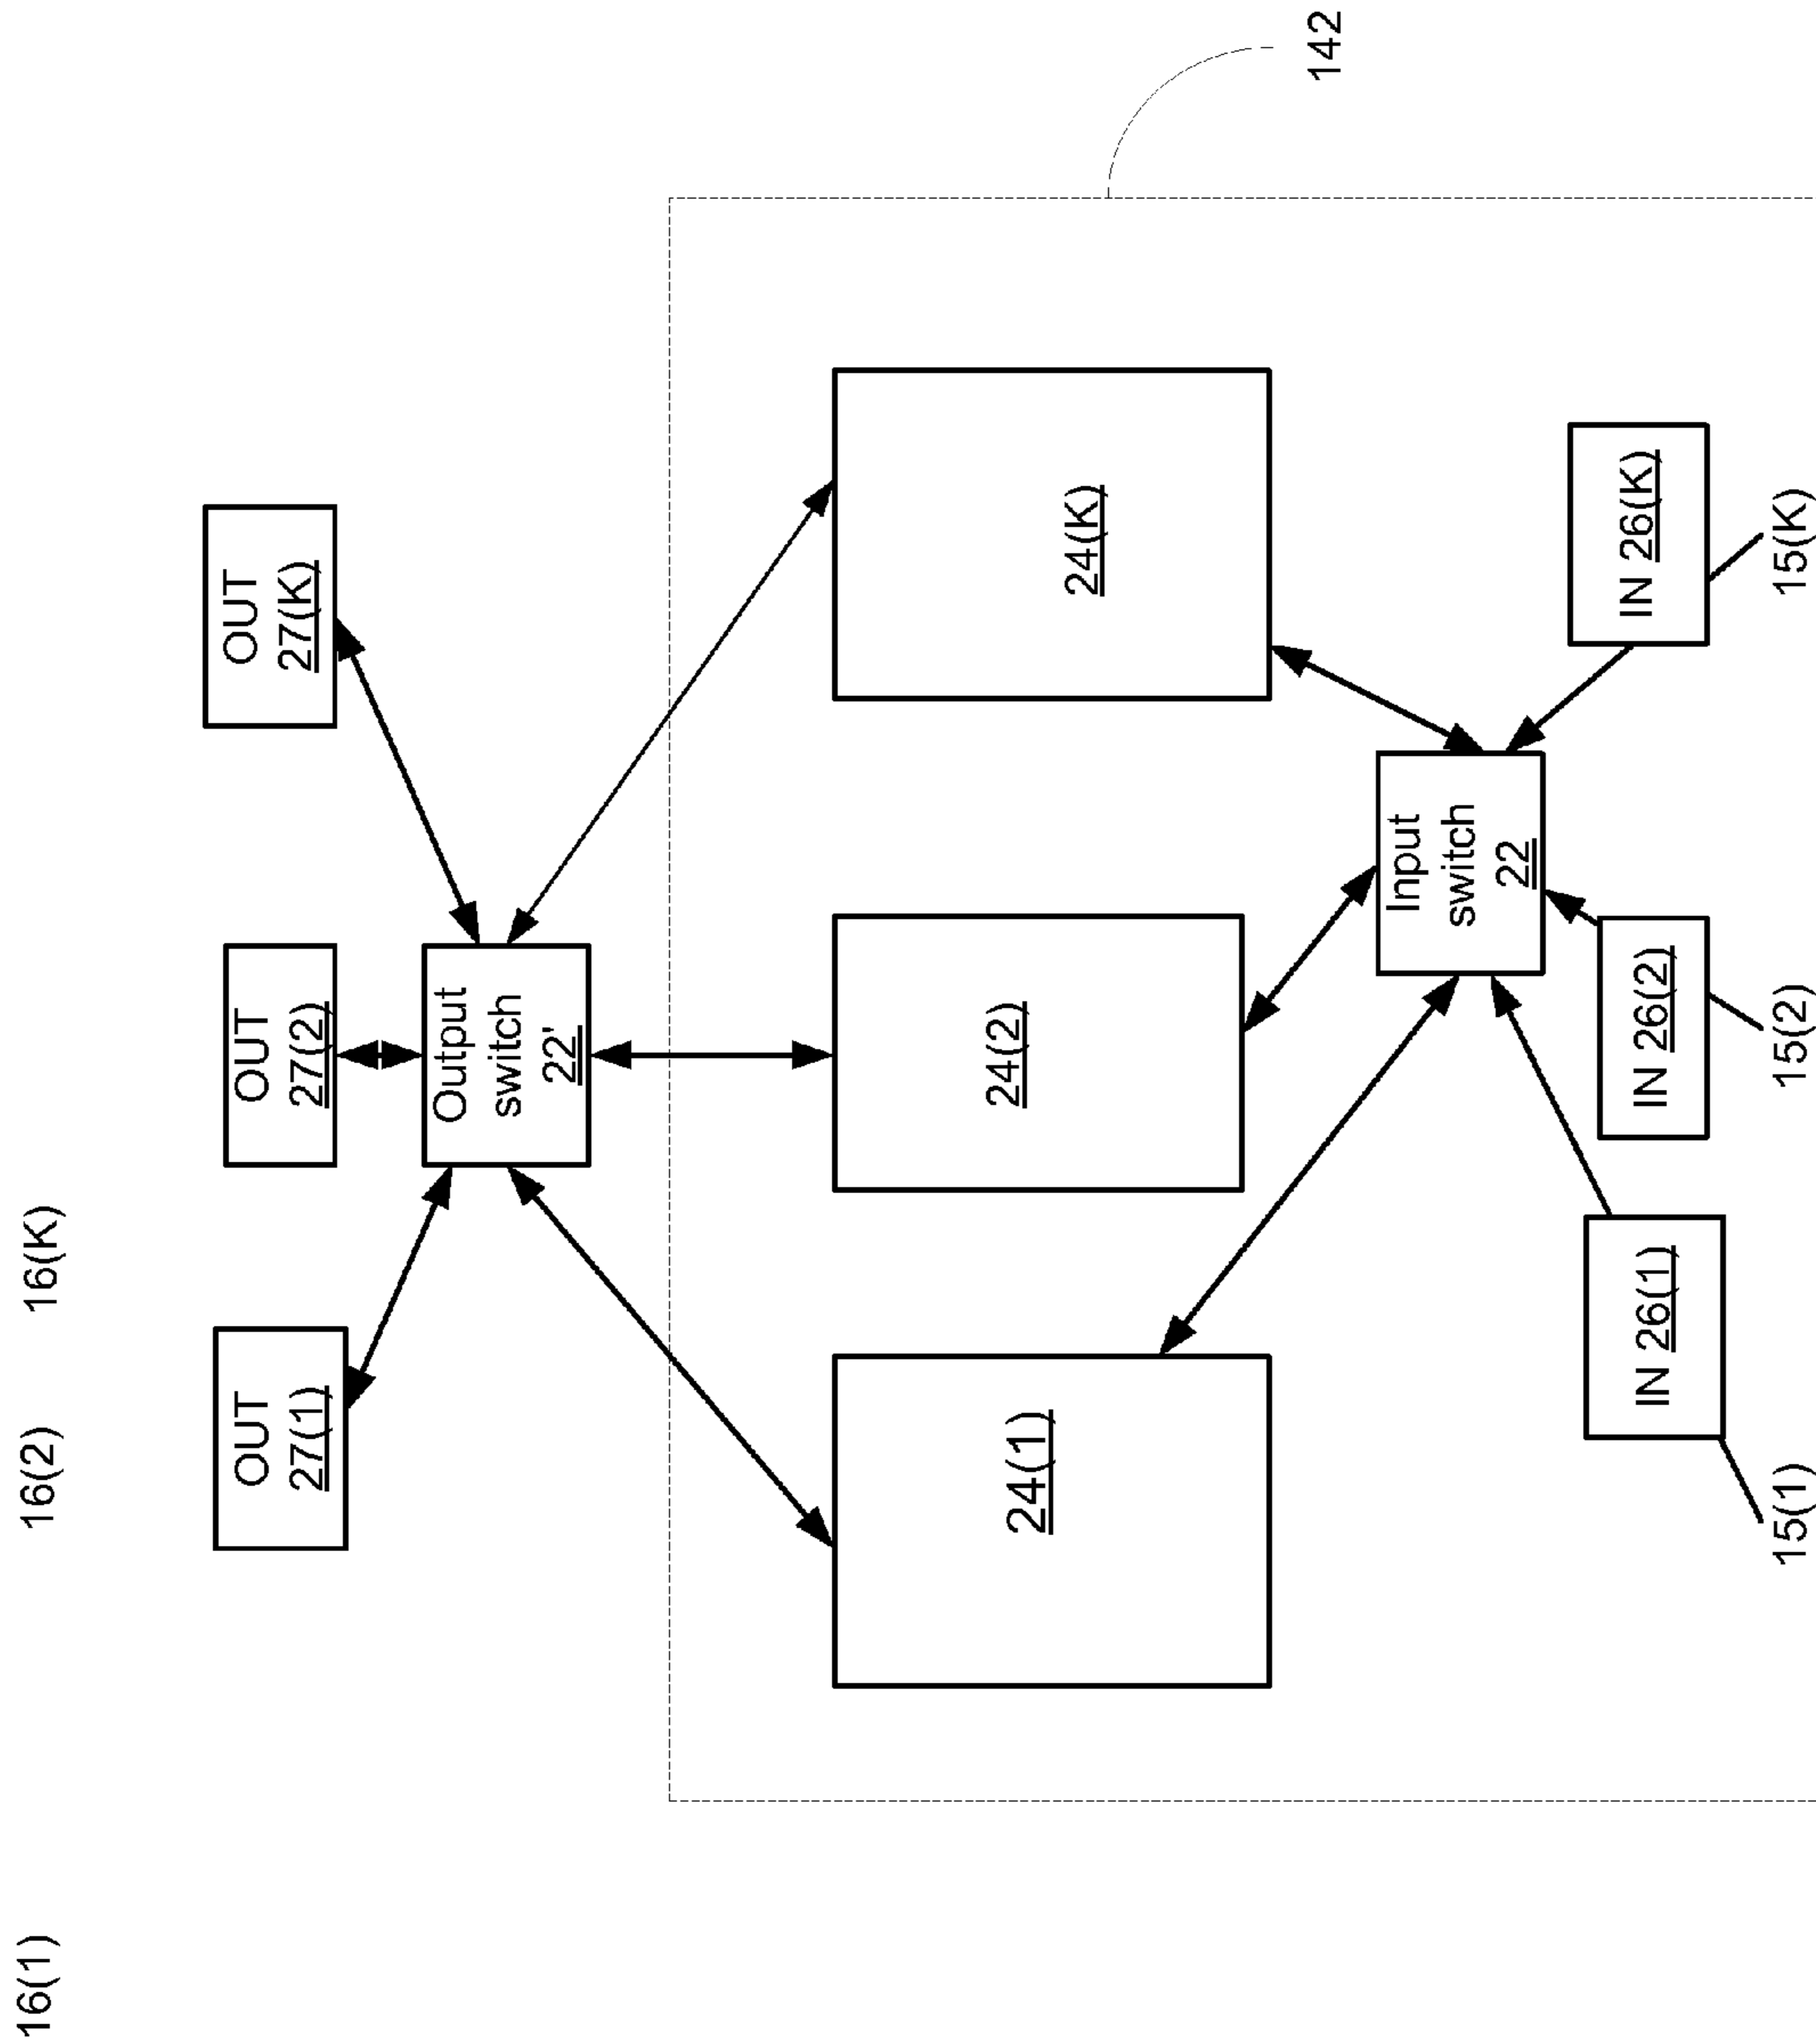 16(1)
16(2)
16(K)
OUT
27(1)
OUT
27(2)
OUT
27(K)
Output
switch
22'
24(1)
24(2)
24(K)
142
Input
switch
22
IN 26(1)
IN 26(2)
IN 26(K)
15(1)
15(2)
15(K)